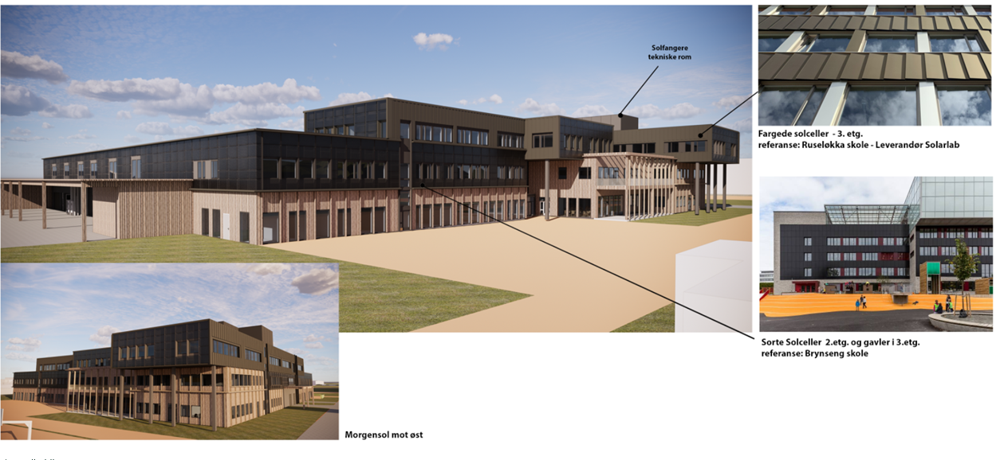 Solfangere
tekniske rom
Fargede solceller - 3. etg.
referanse: Ruseløkka skole - Leverandør Solarlab
Sorte Solceller 2.etg. og gavler i 3.etg.
referanse: Brynseng skole
Morgensol mot øst